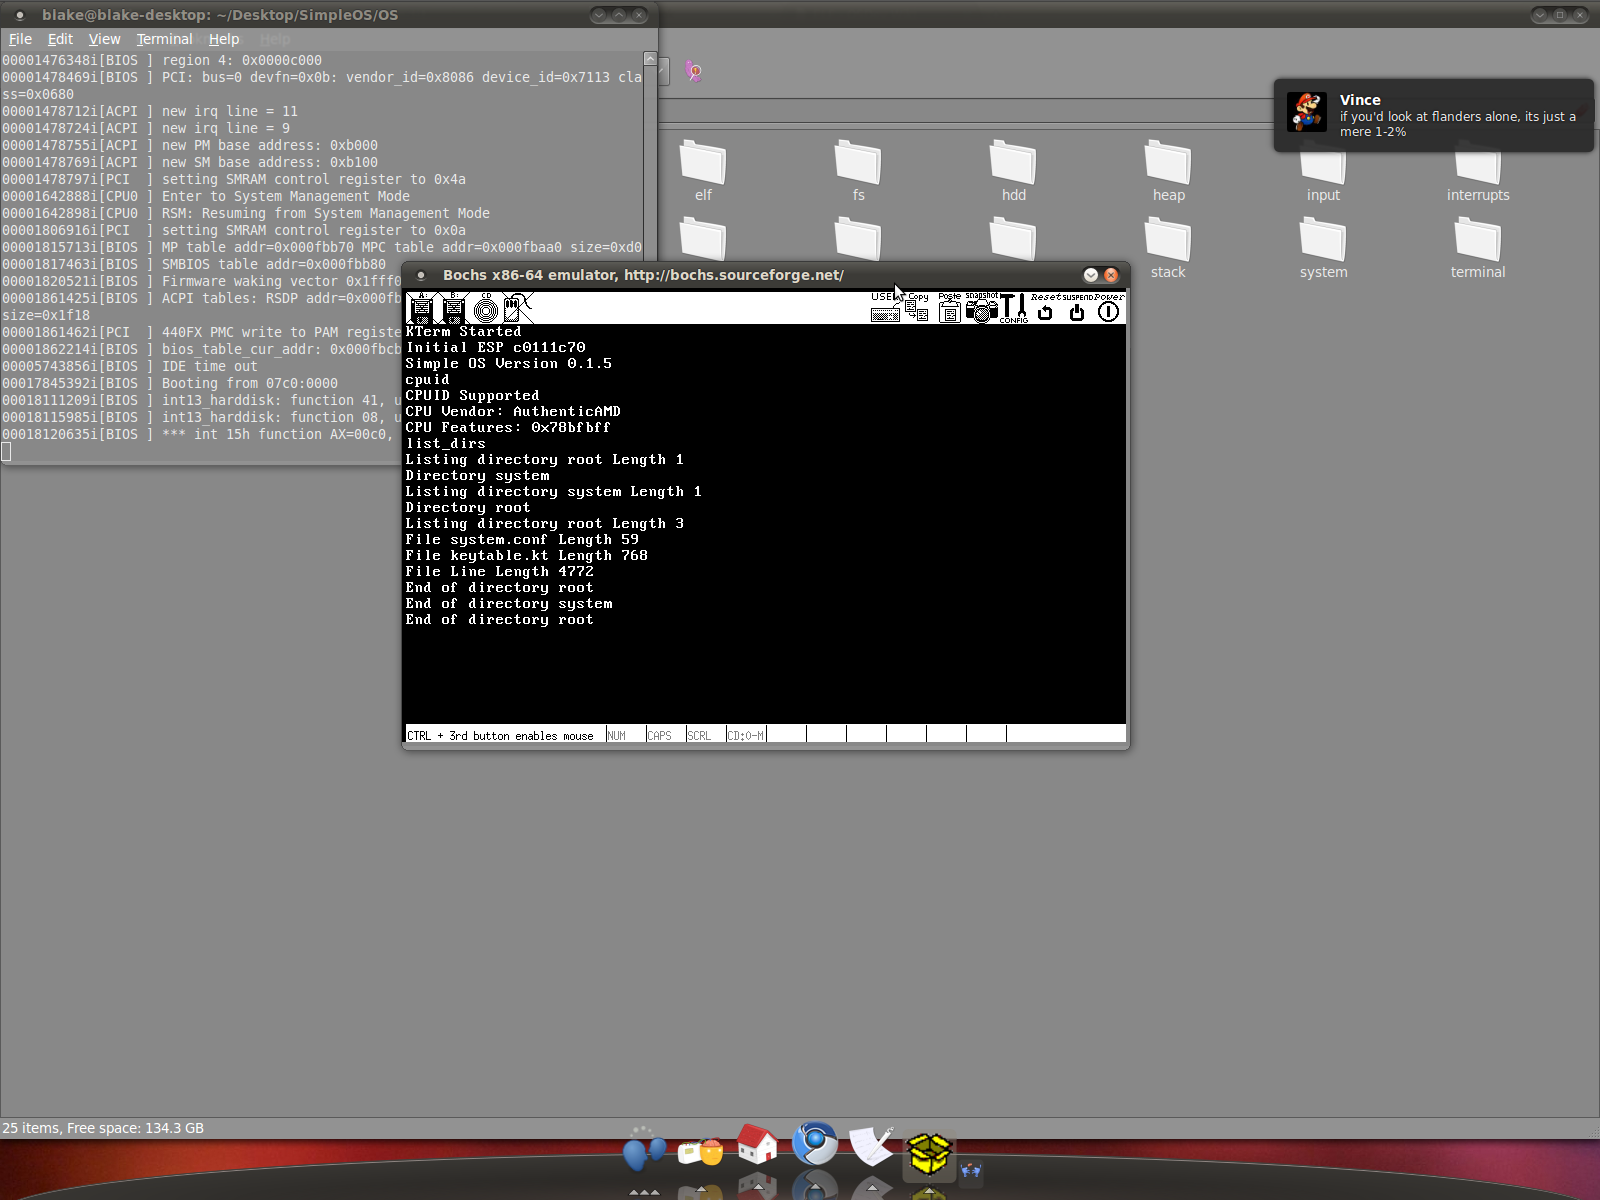 blake@blake-desktop: ~/Desktop/SimpleOS/OS
File Edit View Terminal Help
00001476348i[BIOS ] region 4: 0x0000c000
00001478469i[BIOS ] PCI: bus=0 devfn=0x0b: vendor_id=0x8086 device_id=0x7113 cla
ss=0x0680
00001478712i[ACPI ] new irq line = 11
00001478724i[ACPI ] new irq line = 9
00001478755i[ACPI ] new PM base address: 0xb000
00001478769i[ACPI ] new SM base address: 0xb100
00001478797i[PCI  ] setting SMRAM control register to 0x4a
00001642888i[CPU0 ] Enter to System Management Mode
00001642898i[CPU0 ] RSM: Resuming from System Management Mode
00001806916i[PCI  ] setting SMRAM control register to 0x0a
00001815713i[BIOS ] MP table addr=0x000fbb70 MPC table addr=0x000fbaa0 size=0xd0
00001817463i[BIOS ] SMBIOS table addr=0x000fbb80
00001820521i[BIOS ] Firmware waking vector 0x1fff0
00001861425i[BIOS ] ACPI tables: RSDP addr=0x000fb
size=0x1f18
00001861462i[PCI  ] 440FX PMC write to PAM registe
00001862214i[BIOS ] bios_table_cur_addr: 0x000fbcb
00005743856i[BIOS ] IDE time out
00017845392i[BIOS ] Booting from 07c0:0000
00018111209i[BIOS ] int13_harddisk: function 41, u
00018115985i[BIOS ] int13_harddisk: function 08, u
00018120635i[BIOS ] *** int 15h function AX=00c0,
Vince
if you'd look at flanders alone, its just a
mere 1-2%
elf fs hdd heap input interrupts
stack system terminal
Bochs x86-64 emulator, http://bochs.sourceforge.net/
A: B: CD USER Copy Paste snapshot CONFIG Reset SUSPEND Power
KTerm Started
Initial ESP c0111c70
Simple OS Version 0.1.5
cpuid
CPUID Supported
CPU Vendor: AuthenticAMD
CPU Features: 0x78bfbff
list_dirs
Listing directory root Length 1
Directory system
Listing directory system Length 1
Directory root
Listing directory root Length 3
File system.conf Length 59
File keytable.kt Length 768
File Line Length 4772
End of directory root
End of directory system
End of directory root
CTRL + 3rd button enables mouse NUM CAPS SCRL CD:0-M
25 items, Free space: 134.3 GB